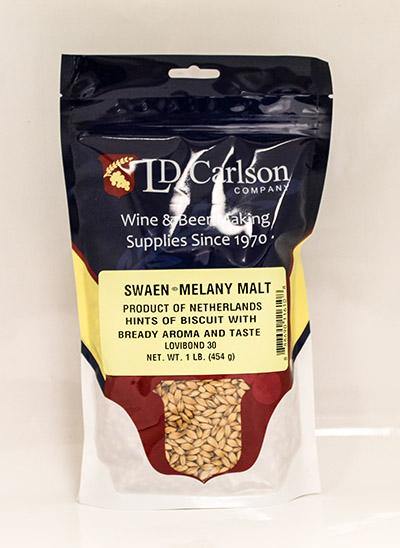 LD Carlson
COMPANY
Wine & Beer Making
Supplies Since 1970
SWAEN® MELANY MALT
PRODUCT OF NETHERLANDS
HINTS OF BISCUIT WITH
BREADY AROMA AND TASTE
LOVIBOND 30
NET. WT. 1 LB. (454 g)